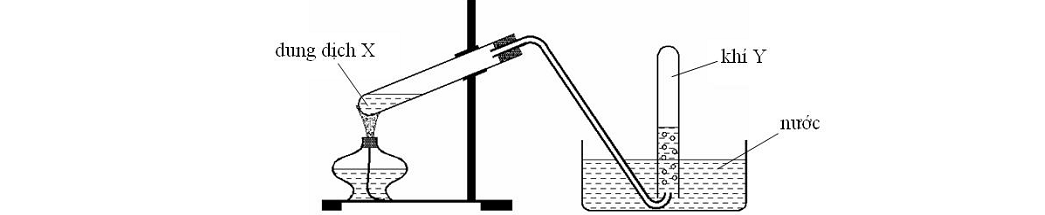 dung dịch X
khí Y
nước